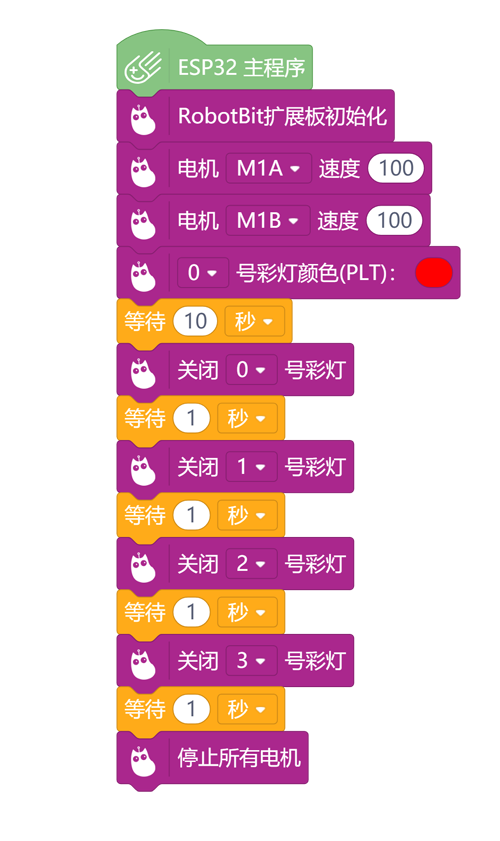 ESP32 主程序
RobotBit扩展板初始化
电机 M1A 速度 100
电机 M1B 速度 100
0 号彩灯颜色(PLT):
等待 10 秒
关闭 0 号彩灯
等待 1 秒
关闭 1 号彩灯
等待 1 秒
关闭 2 号彩灯
等待 1 秒
关闭 3 号彩灯
等待 1 秒
停止所有电机